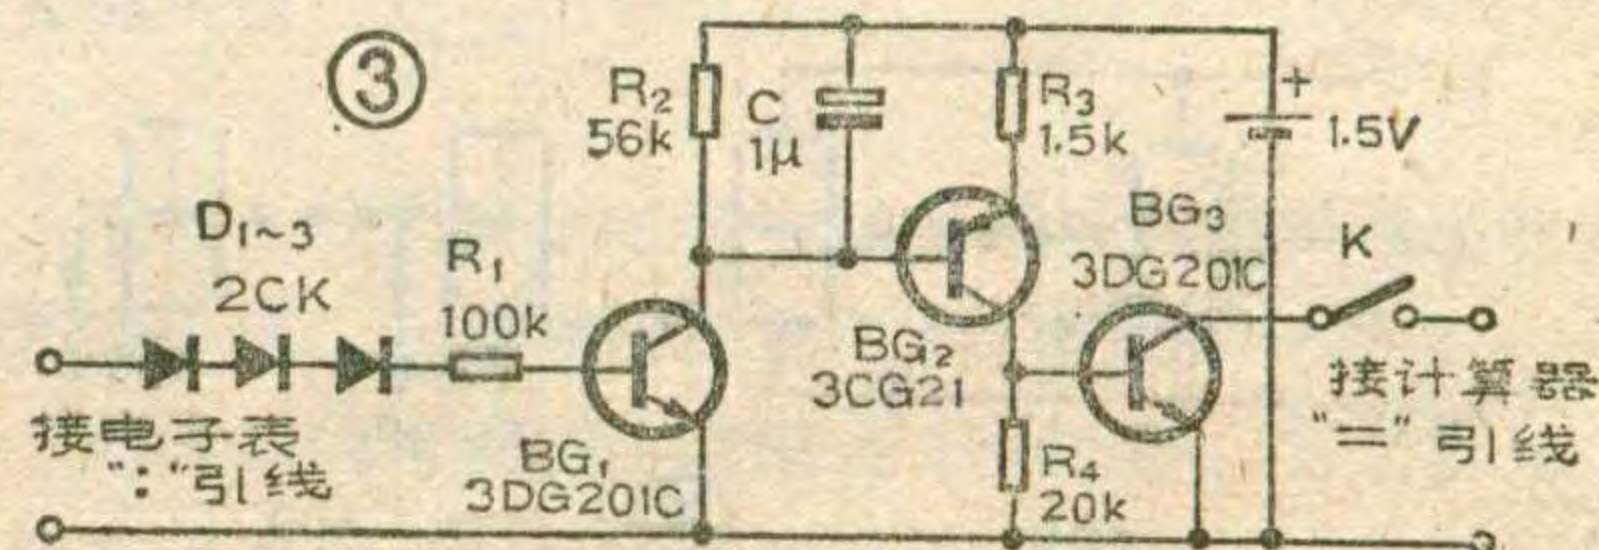 ③
R₂
56k
C
1μ
R₃
1.5k
+
1.5V
D₁~₃
2CK
R₁
100k
BG₁
3DG201C
BG₂
3CG21
BG₃
3DG201C
K
R₄
20k
接电子表
":"引线
接计算器
"="引线